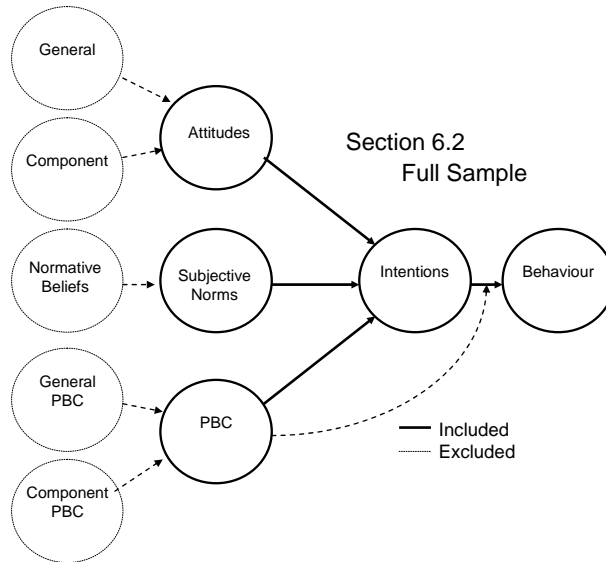 General
Component
Attitudes
Section 6.2
Full Sample
Normative
Beliefs
Subjective
Norms
Intentions
Behaviour
General
PBC
Component
PBC
PBC
Included
Excluded